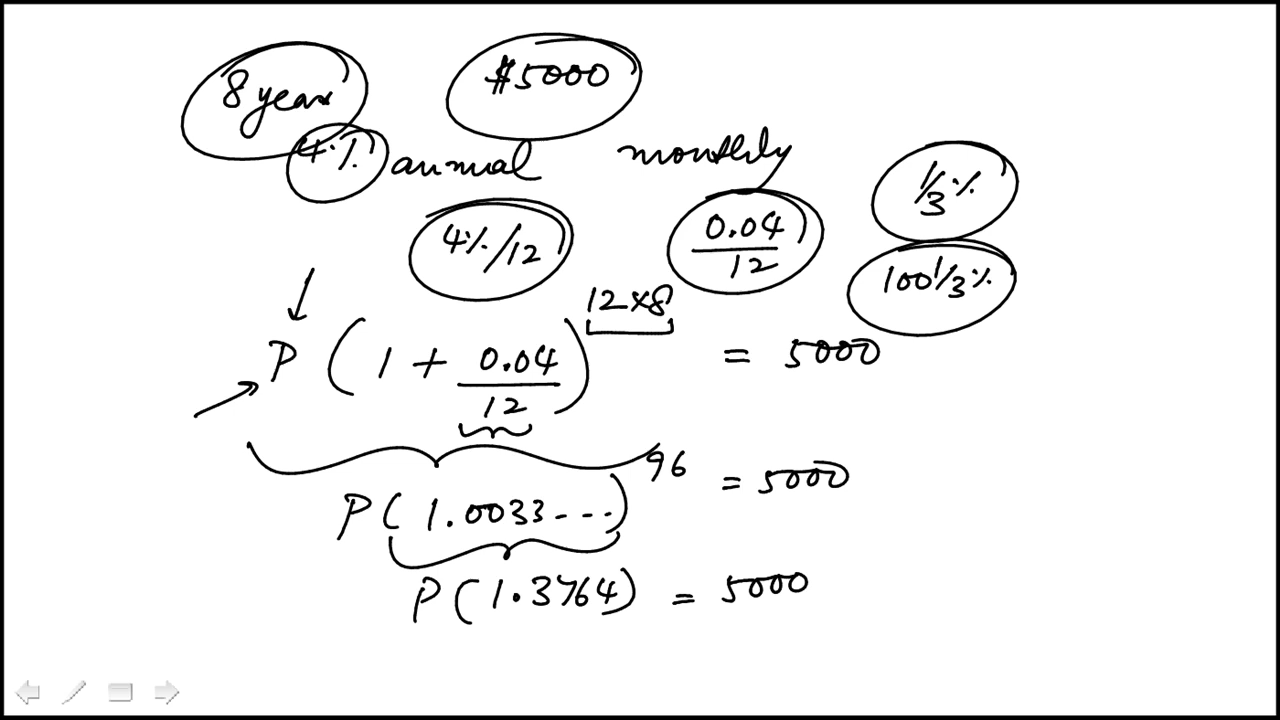 8 years $5000
4% annual monthly
1/3%
4%/12 0.04/12
100 1/3%
P ( 1 + 0.04/12 )^12×8 = 5000
P ( 1.0033--- )^96 = 5000
P ( 1.3764 ) = 5000